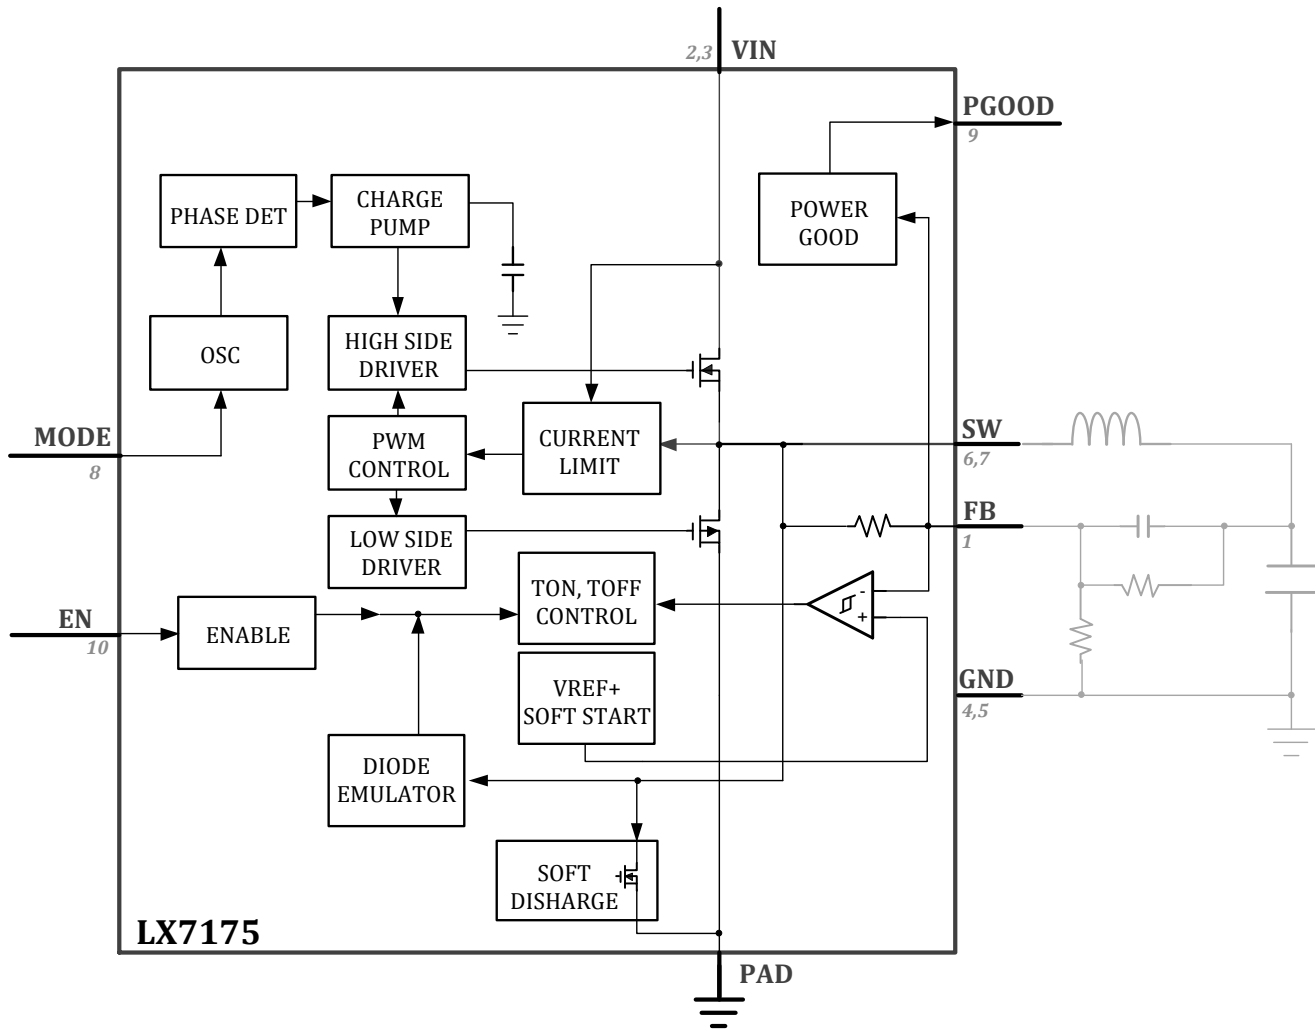 2,3 VIN
PGOOD
9
PHASE DET
CHARGE
PUMP
POWER
GOOD
OSC
HIGH SIDE
DRIVER
MODE
8
PWM
CONTROL
CURRENT
LIMIT
SW
6,7
LOW SIDE
DRIVER
FB
1
TON, TOFF
CONTROL
-
+
EN
10
ENABLE
VREF+
SOFT START
GND
4,5
DIODE
EMULATOR
SOFT
DISHARGE
LX7175
PAD